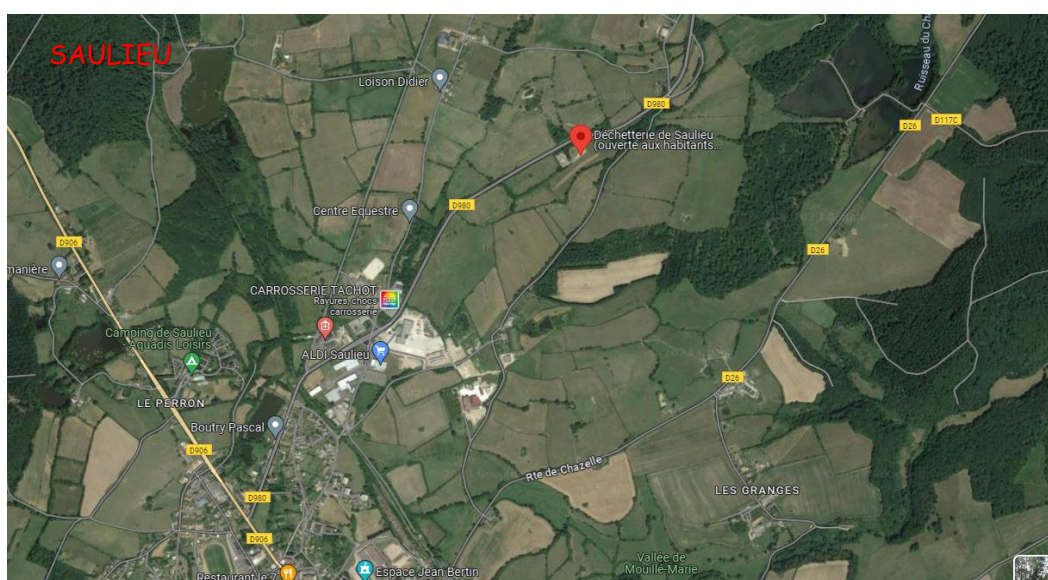 SAULIEU
Loison Didier
Ruisseau du Cha
D980
D117C
D26
Déchetterie de Saulieu
(ouverte aux habitants...
Centre Equestre
D980
D906
D26
manière
CARROSSERIE TACHOT
Rayures, chocs
carrosserie
Camping de Saulieu
- Aquadis Loisirs
ALDI Saulieu
D26
LE PERRON
Boutry Pascal
D906
Rte de Chazelle
LES GRANGES
D980
D906
Vallée de
Mouillé-Marie
Restaurant le 7
Espace Jean Bertin